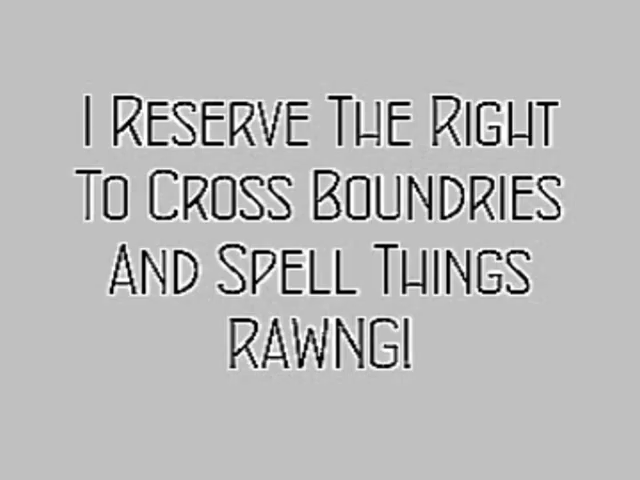 I Reserve The Right
To Cross Boundries
And Spell Things
RAWNG!